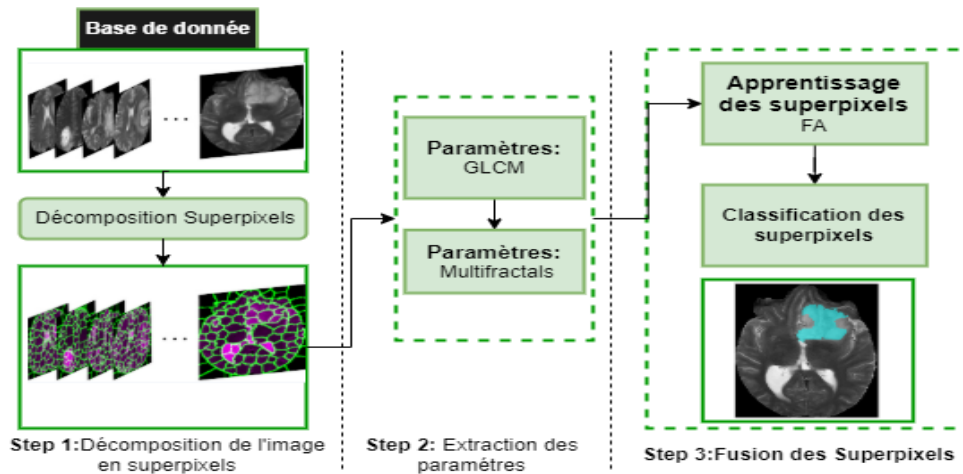 Base de donnée
...
Décomposition Superpixels
...
Step 1:Décomposition de l'image
en superpixels
Paramètres:
GLCM
Paramètres:
Multifractals
Step 2: Extraction des
paramétres
Apprentissage
des superpixels
FA
Classification des
superpixels
Step 3:Fusion des Superpixels